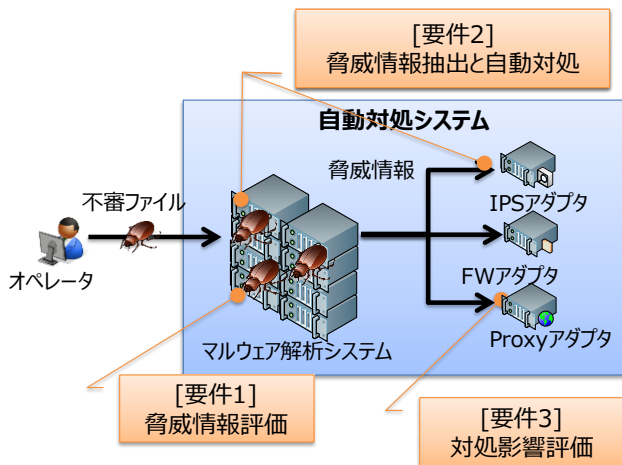 [要件2]
脅威情報抽出と自動対処
自動対処システム
脅威情報
不審ファイル
IPSアダプタ
オペレータ
FWアダプタ
マルウェア解析システム
Proxyアダプタ
[要件1]
脅威情報評価
[要件3]
対処影響評価